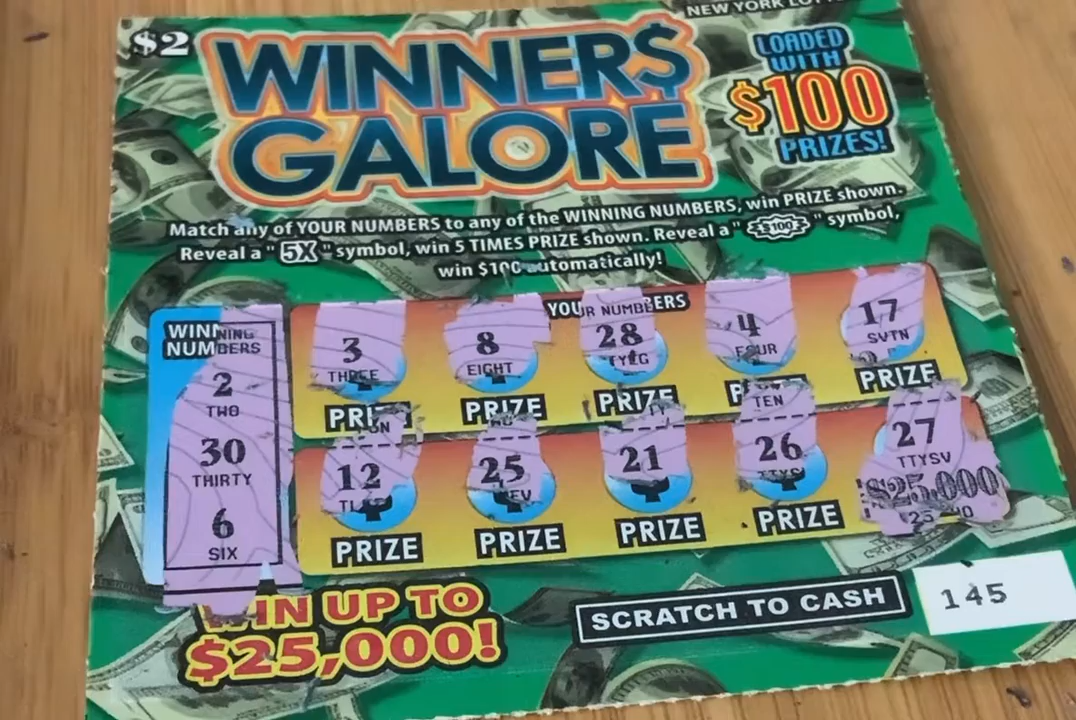 $2
WINNER$
GALORE
NEW YORK
LOADED
WITH
$100
PRIZES!
Match any of YOUR NUMBERS to any of the WINNING NUMBERS, win PRIZE shown.
Reveal a " 5X " symbol, win 5 TIMES PRIZE shown. Reveal a " $100 " symbol,
win $100 automatically!
WINNING
NUMBERS
2
TWO
30
THIRTY
6
SIX
YOUR NUMBERS
3 8 28 4 17
THREE EIGHT FOUR SVTN
PRIZE PRIZE PRIZE PRIZE
TEN
12 25 21 26 27
TTYSV
$25,000
PRIZE PRIZE PRIZE PRIZE
WIN UP TO
$25,000!
SCRATCH TO CASH
145